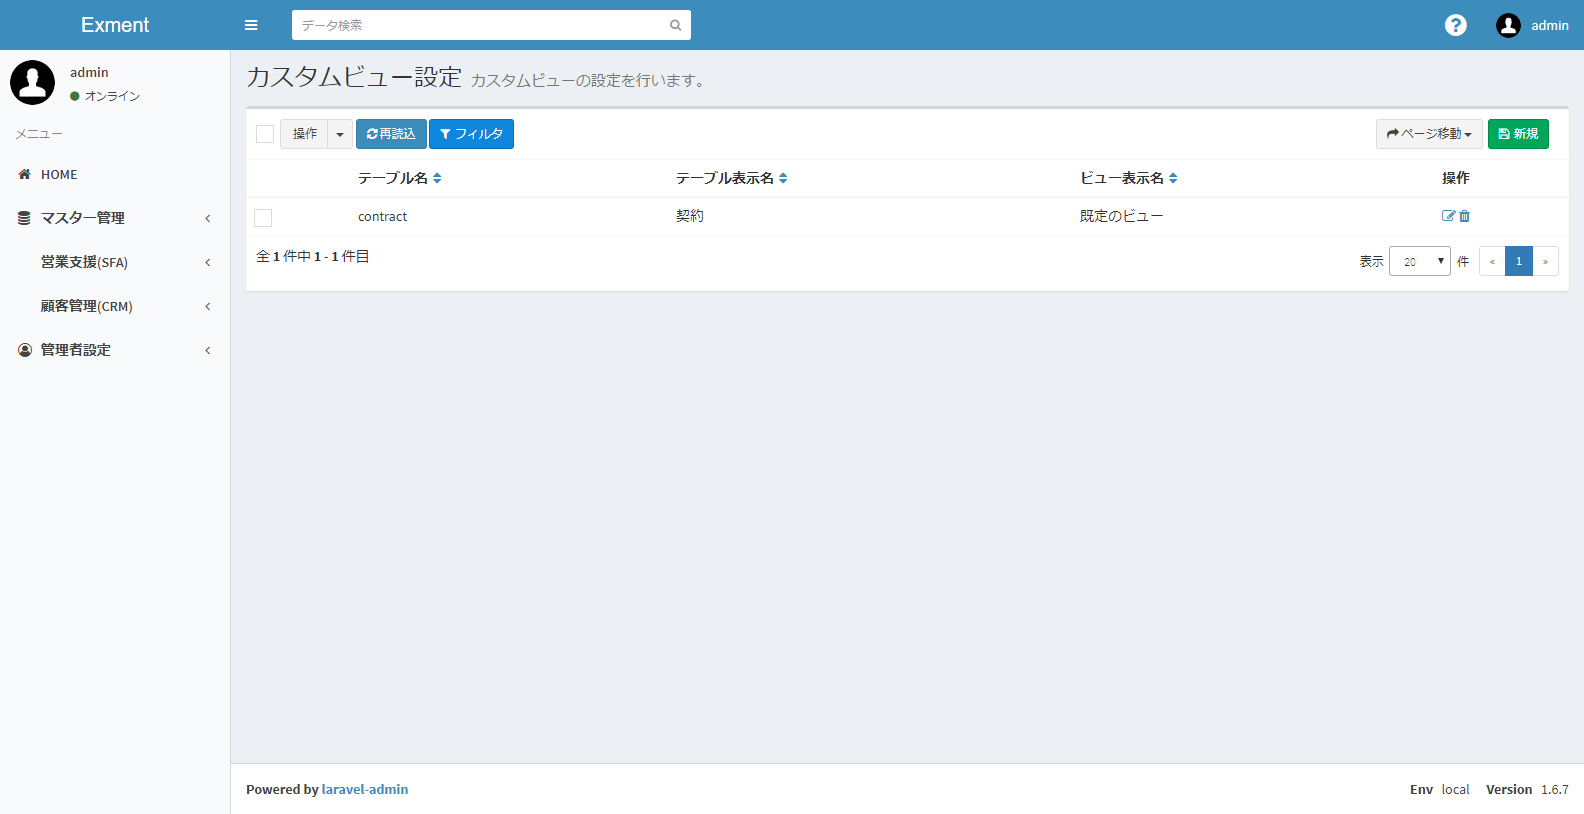 Exment
データ検索
admin
admin
オンライン
メニュー
HOME
マスター管理
営業支援(SFA)
顧客管理(CRM)
管理者設定
カスタムビュー設定 カスタムビューの設定を行います。
操作 再読込 フィルタ ページ移動 新規
テーブル名 テーブル表示名 ビュー表示名 操作
contract 契約 既定のビュー
全 1 件中 1 - 1 件目
表示 20 件 « 1 »
Powered by laravel-admin
Env local Version 1.6.7